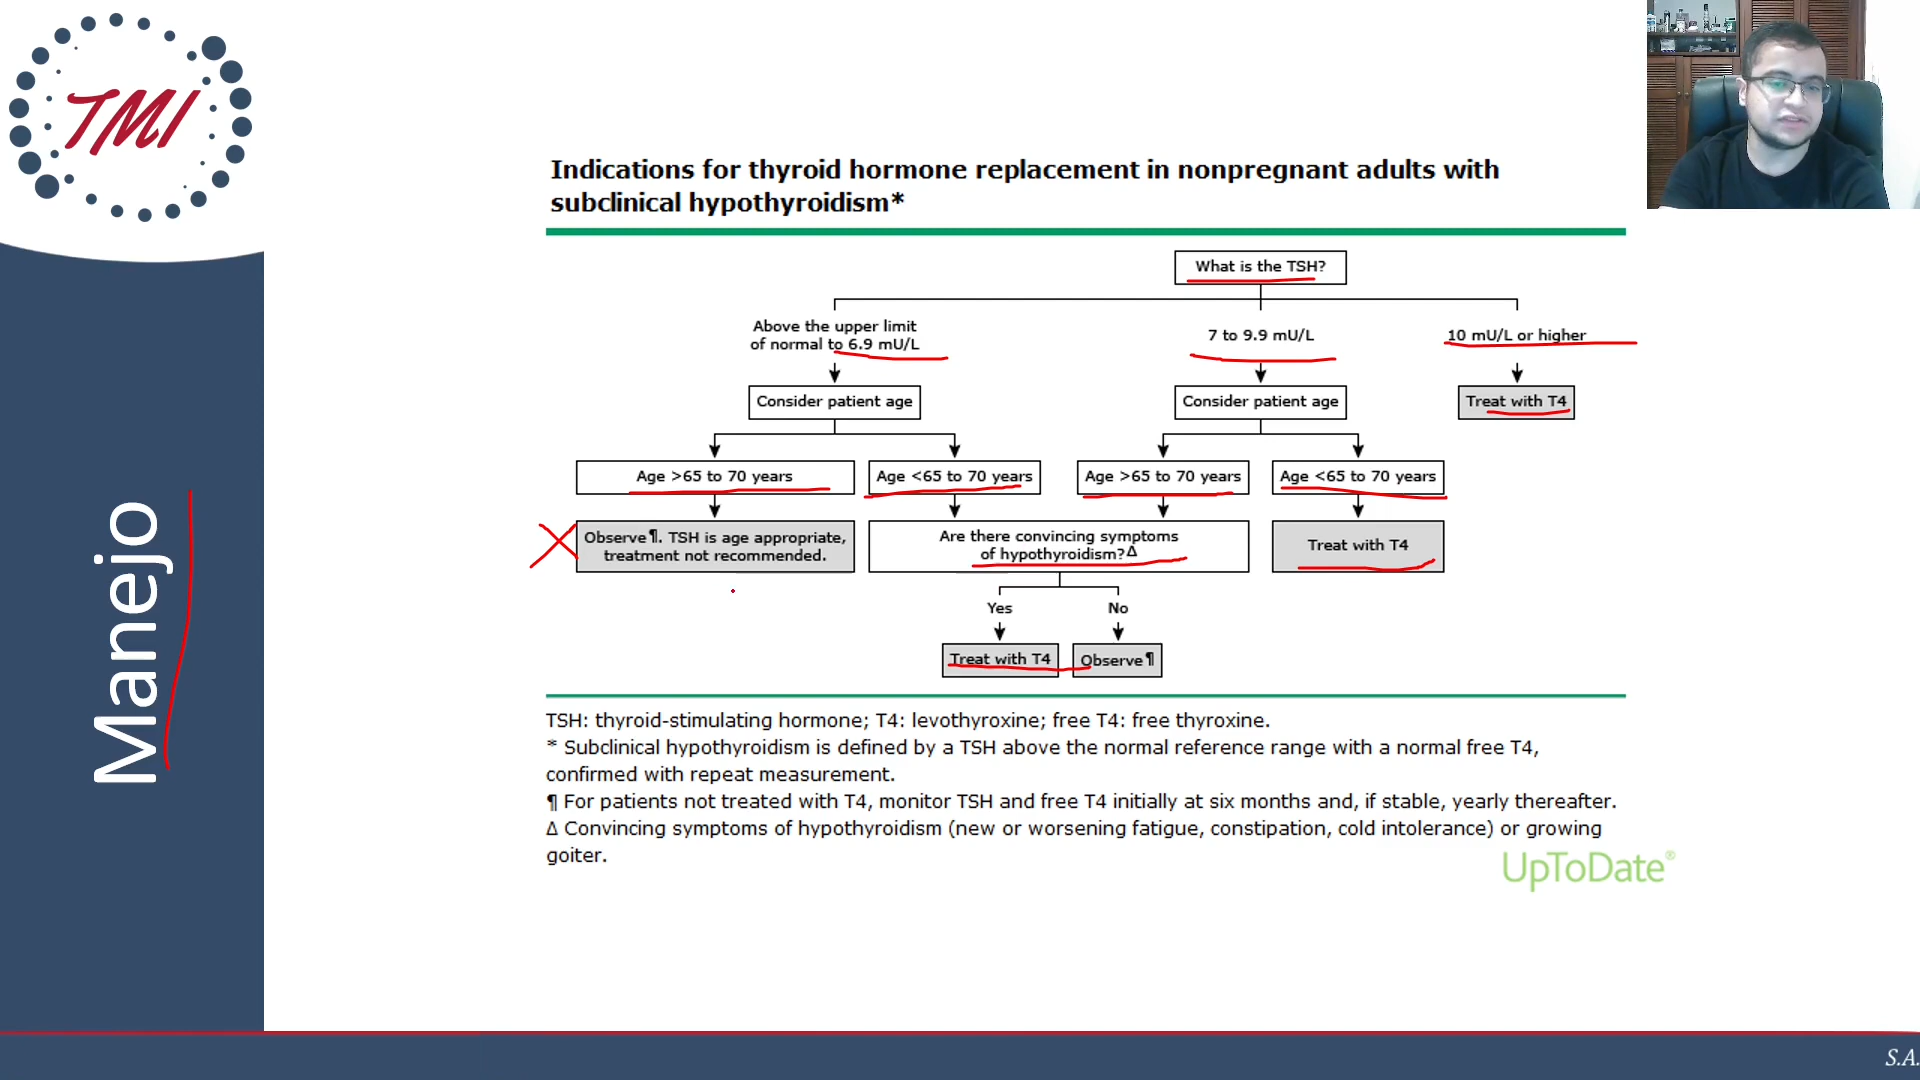 TMI
Manejo
Indications for thyroid hormone replacement in nonpregnant adults with
subclinical hypothyroidism*
What is the TSH?
Above the upper limit
of normal to 6.9 mU/L
7 to 9.9 mU/L
10 mU/L or higher
Consider patient age
Consider patient age
Treat with T4
Age >65 to 70 years
Age <65 to 70 years
Age >65 to 70 years
Age <65 to 70 years
Observe¶. TSH is age appropriate,
treatment not recommended.
Are there convincing symptoms
of hypothyroidism?Δ
Treat with T4
Yes
No
Treat with T4
Observe¶
TSH: thyroid-stimulating hormone; T4: levothyroxine; free T4: free thyroxine.
* Subclinical hypothyroidism is defined by a TSH above the normal reference range with a normal free T4,
confirmed with repeat measurement.
¶ For patients not treated with T4, monitor TSH and free T4 initially at six months and, if stable, yearly thereafter.
Δ Convincing symptoms of hypothyroidism (new or worsening fatigue, constipation, cold intolerance) or growing
goiter.
UpToDate®
S.A.